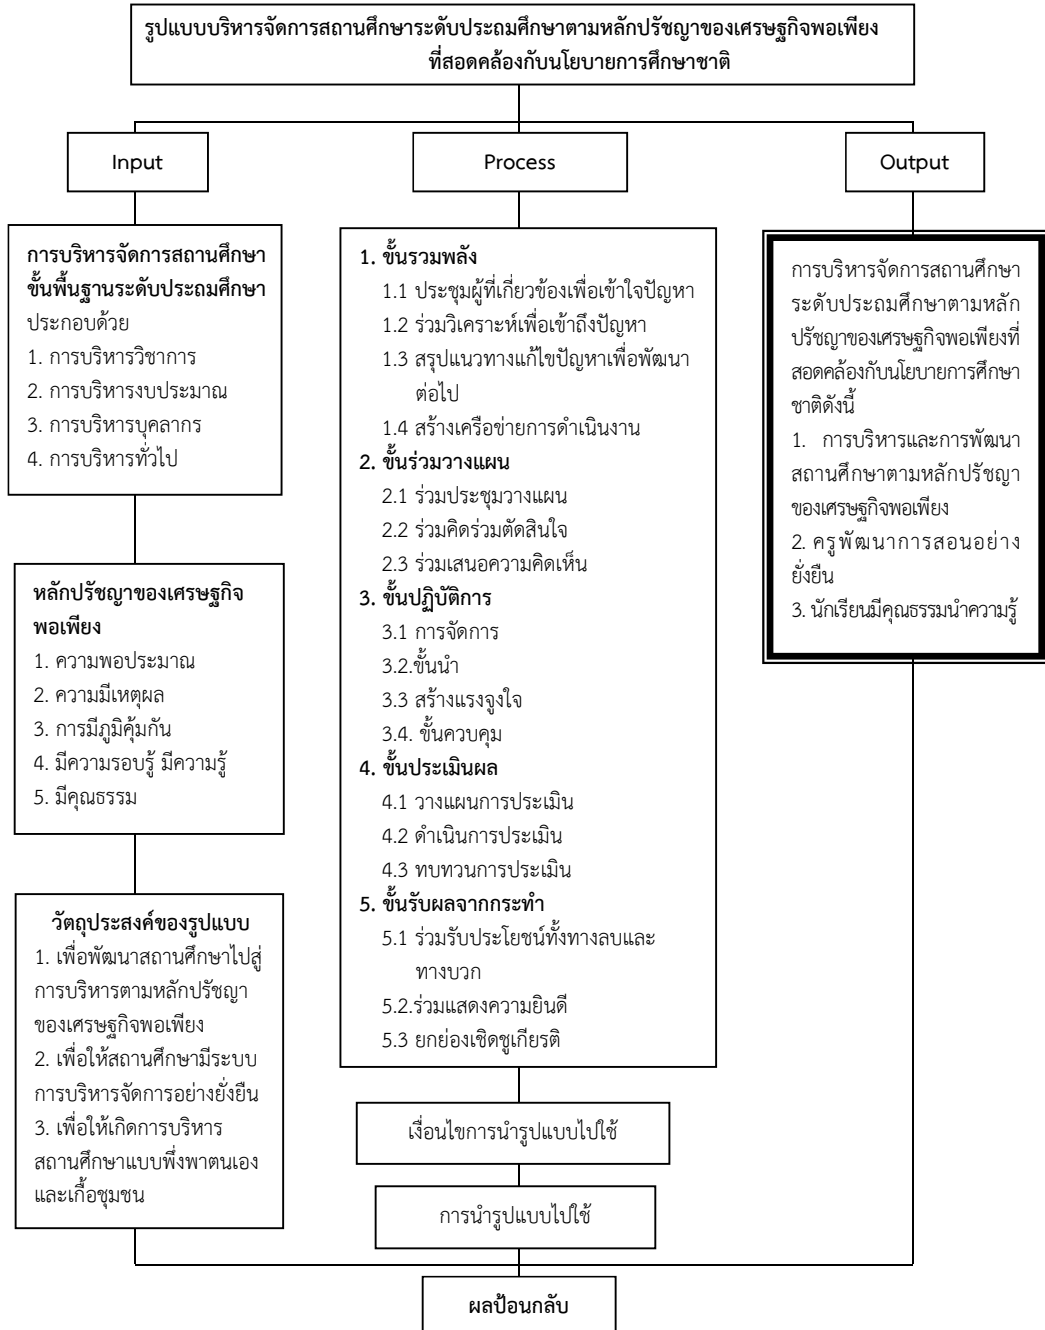 รูปแบบบริหารจัดการสถานศึกษาระดับประถมศึกษาตามหลักปรัชญาของเศรษฐกิจพอเพียง
ที่สอดคล้องกับนโยบายการศึกษาชาติ
Input
การบริหารจัดการสถานศึกษา
ขั้นพื้นฐานระดับประถมศึกษา
ประกอบด้วย
1. การบริหารวิชาการ
2. การบริหารงบประมาณ
3. การบริหารบุคลากร
4. การบริหารทั่วไป
หลักปรัชญาของเศรษฐกิจ
พอเพียง
1. ความพอประมาณ
2. ความมีเหตุผล
3. การมีภูมิคุ้มกัน
4. มีความรอบรู้ มีความรู้
5. มีคุณธรรม
วัตถุประสงค์ของรูปแบบ
1. เพื่อพัฒนาสถานศึกษาไปสู่
การบริหารตามหลักปรัชญา
ของเศรษฐกิจพอเพียง
2. เพื่อให้สถานศึกษามีระบบ
การบริหารจัดการอย่างยั่งยืน
3. เพื่อให้เกิดการบริหาร
สถานศึกษาแบบพึ่งพาตนเอง
และเกื้อชุมชน
Process
1. ขั้นรวมพลัง
1.1 ประชุมผู้ที่เกี่ยวข้องเพื่อเข้าใจปัญหา
1.2 ร่วมวิเคราะห์เพื่อเข้าถึงปัญหา
1.3 สรุปแนวทางแก้ไขปัญหาเพื่อพัฒนา
ต่อไป
1.4 สร้างเครือข่ายการดำเนินงาน
2. ขั้นร่วมวางแผน
2.1 ร่วมประชุมวางแผน
2.2 ร่วมคิดร่วมตัดสินใจ
2.3 ร่วมเสนอความคิดเห็น
3. ขั้นปฏิบัติการ
3.1 การจัดการ
3.2.ขั้นนำ
3.3 สร้างแรงจูงใจ
3.4. ขั้นควบคุม
4. ขั้นประเมินผล
4.1 วางแผนการประเมิน
4.2 ดำเนินการประเมิน
4.3 ทบทวนการประเมิน
5. ขั้นรับผลจากกระทำ
5.1 ร่วมรับประโยชน์ทั้งทางลบและ
ทางบวก
5.2.ร่วมแสดงความยินดี
5.3 ยกย่องเชิดชูเกียรติ
เงื่อนไขการนำรูปแบบไปใช้
การนำรูปแบบไปใช้
Output
การบริหารจัดการสถานศึกษา
ระดับประถมศึกษาตามหลัก
ปรัชญาของเศรษฐกิจพอเพียงที่
สอดคล้องกับนโยบายการศึกษา
ชาติดังนี้
1. การบริหารและการพัฒนา
สถานศึกษาตามหลักปรัชญา
ของเศรษฐกิจพอเพียง
2. ครูพัฒนาการสอนอย่าง
ยั่งยืน
3. นักเรียนมีคุณธรรมนำความรู้
ผลป้อนกลับ